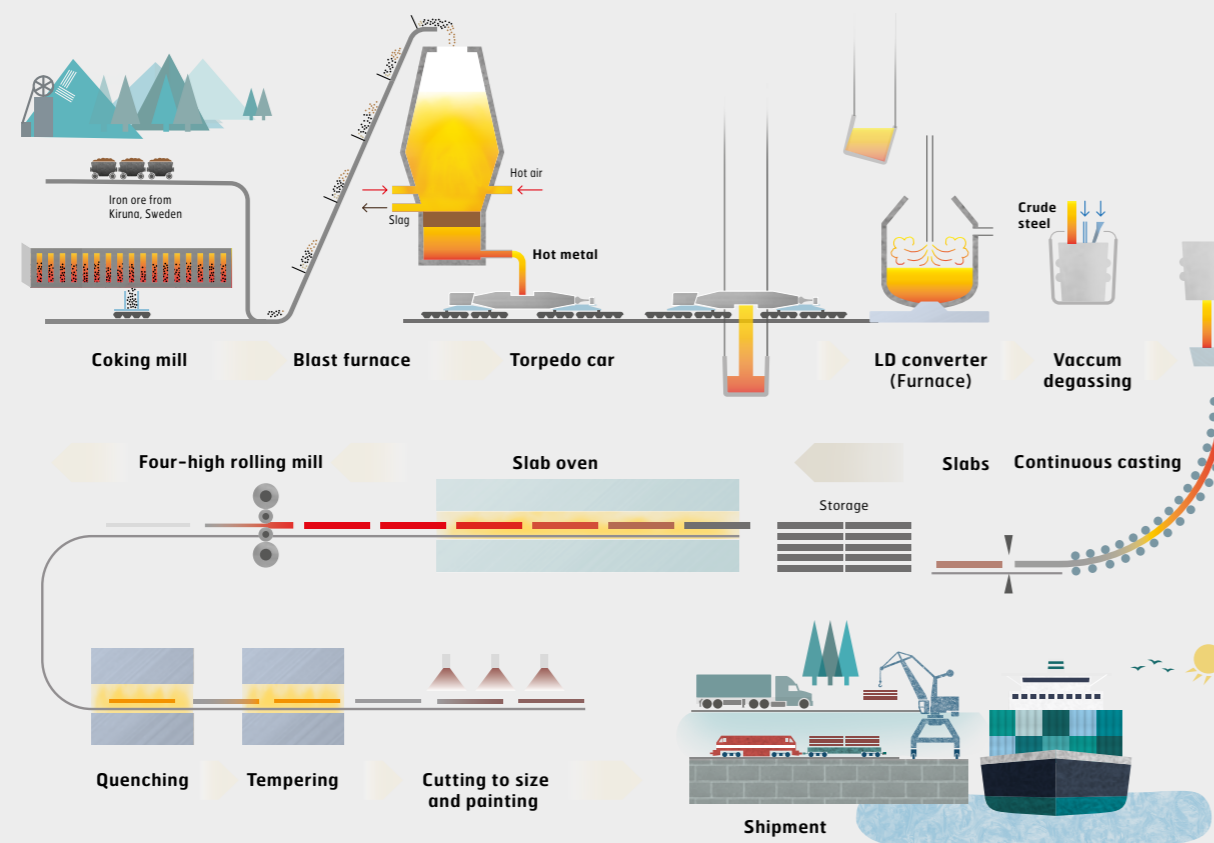 Iron ore from
Kiruna, Sweden
Hot air
Slag
Hot metal
Crude
steel
Coking mill
Blast furnace
Torpedo car
LD converter
(Furnace)
Vaccum
degassing
Four-high rolling mill
Slab oven
Slabs
Continuous casting
Storage
Quenching
Tempering
Cutting to size
and painting
Shipment